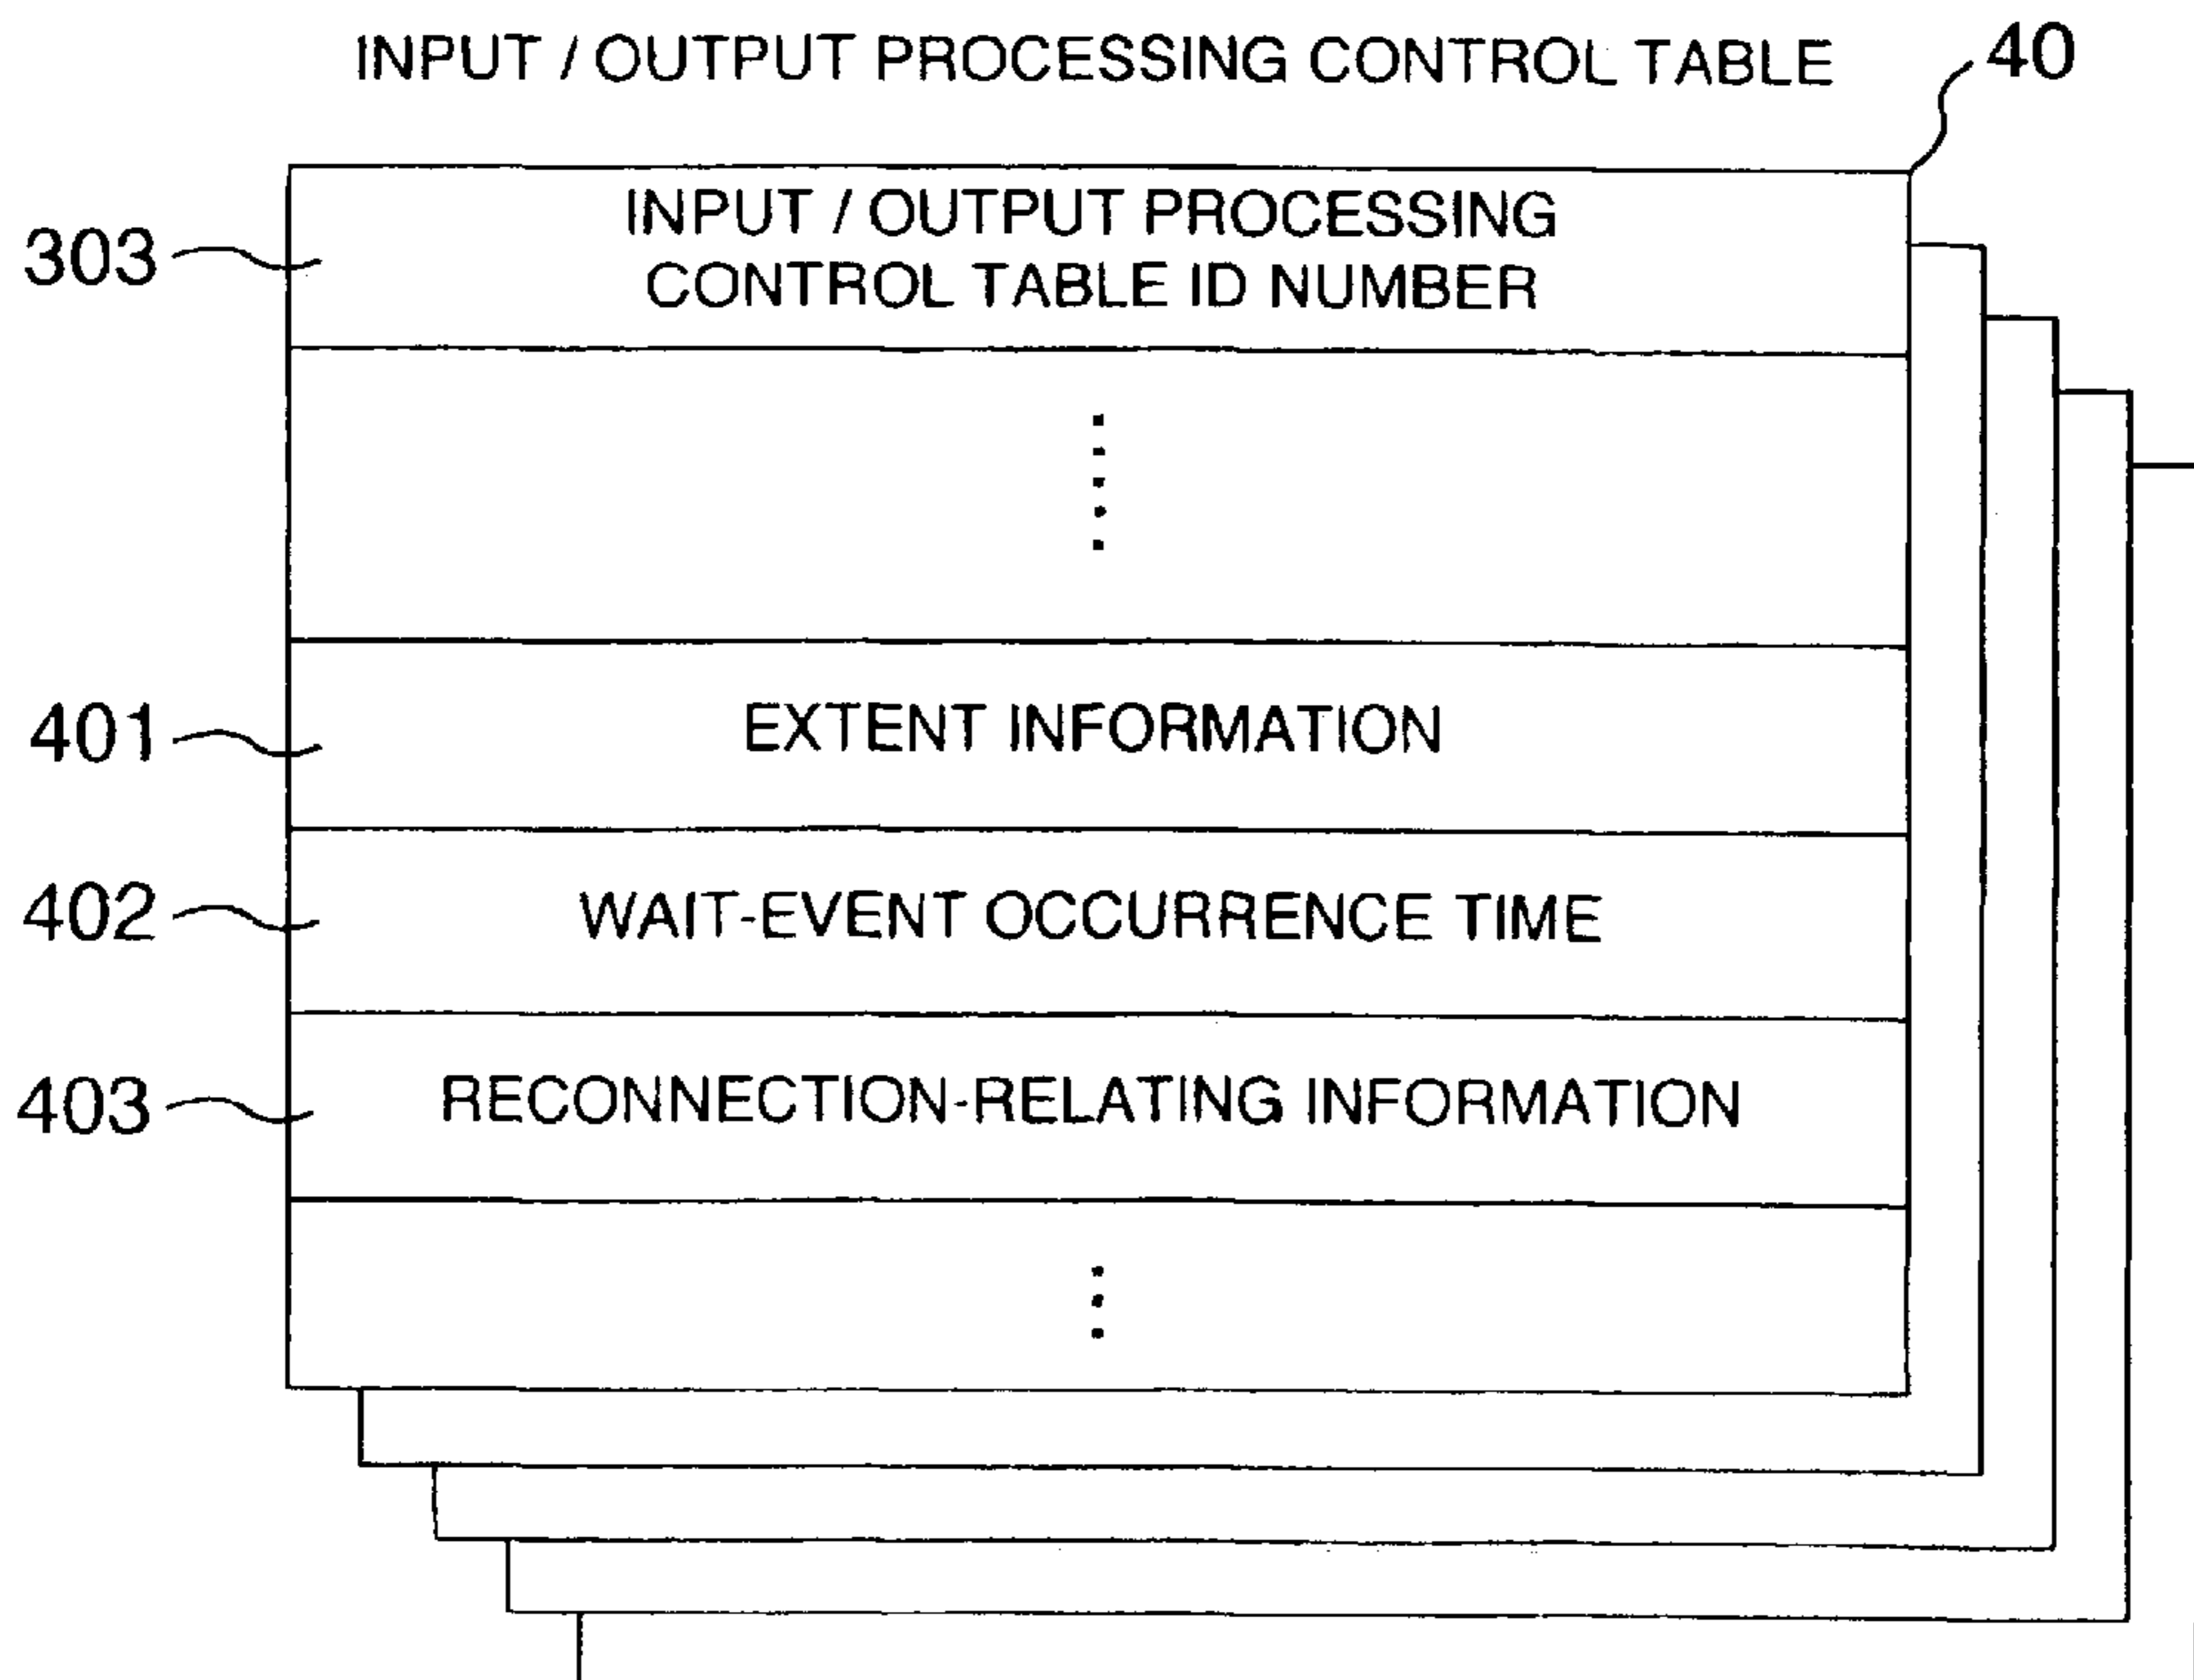 INPUT / OUTPUT PROCESSING CONTROL TABLE
40
303
INPUT / OUTPUT PROCESSING
CONTROL TABLE ID NUMBER
401
EXTENT INFORMATION
402
WAIT-EVENT OCCURRENCE TIME
403
RECONNECTION-RELATING INFORMATION